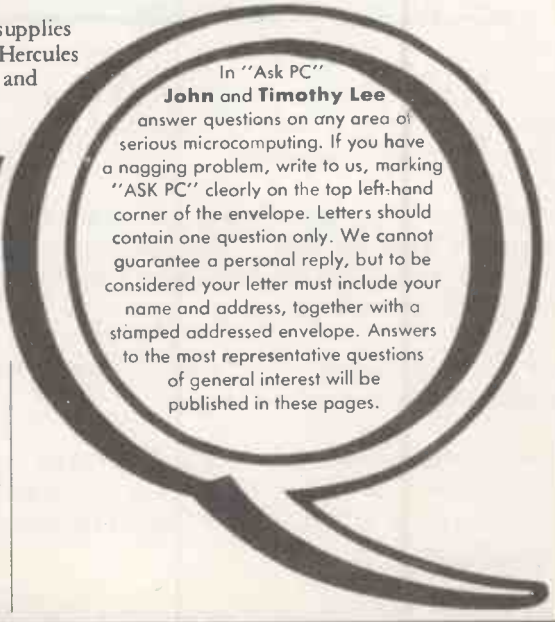 supplies
Hercules
and
In "Ask PC"
John and Timothy Lee
answer questions on any area of
serious microcomputing. If you have
a nagging problem, write to us, marking
"ASK PC" cleorly on the top left-hand
corner of the envelope. Letters should
contain one question only. We cannot
guarantee a personal reply, but to be
considered your letter must include your
name and address, together with a
stamped addressed envelope. Answers
to the most representative questions
of general interest will be
published in these pages.